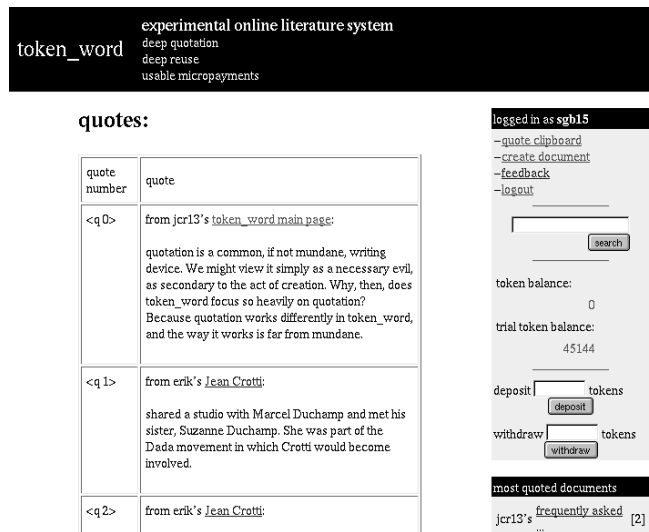 token_word
experimental online literature system
deep quotation
deep reuse
usable micropayments
quotes:
quote number
quote
<q 0>
from jcr13's token_word main page:
quotation is a common, if not mundane, writing
device. We might view it simply as a necessary evil,
as secondary to the act of creation. Why, then, does
token_word focus so heavily on quotation?
Because quotation works differently in token_word,
and the way it works is far from mundane.
<q 1>
from erik's Jean Crotti:
shared a studio with Marcel Duchamp and met his
sister, Suzanne Duchamp. She was part of the
Dada movement in which Crotti would become
involved.
<q 2>
from erik's Jean Crotti:
logged in as sgb15
–quote clipboard
–create document
–feedback
–logout
search
token balance:
0
trial token balance:
45144
deposit tokens
deposit
withdraw tokens
withdraw
most quoted documents
jcr13's frequently asked [2]
...